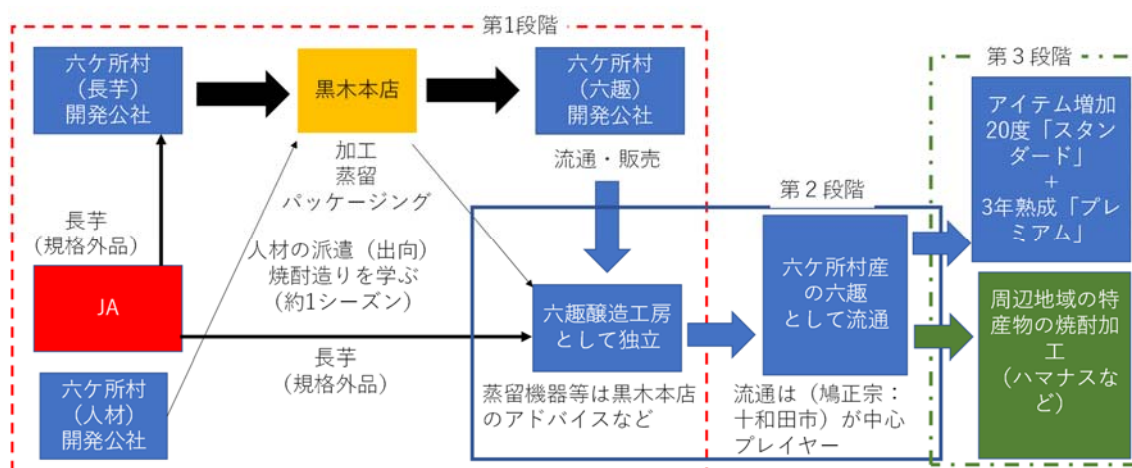 第1段階
六ケ所村
（長芋）
開発公社
黒木本店
六ケ所村
（六趣）
開発公社
加工
蒸留
パッケージング
流通・販売
長芋
(規格外品)
人材の派遣（出向）
焼酎造りを学ぶ
（約1シーズン）
JA
長芋
(規格外品)
六ケ所村
（人材）
開発公社
第２段階
六趣醸造工房
として独立
蒸留機器等は黒木本店
のアドバイスなど
六ケ所村産
の六趣
として流通
流通は（鳩正宗：
十和田市）が中心
プレイヤー
第３段階
アイテム増加
20度「スタン
ダード」
+
3年熟成「プレ
ミアム」
周辺地域の特
産物の焼酎加
工
（ハマナスな
ど）